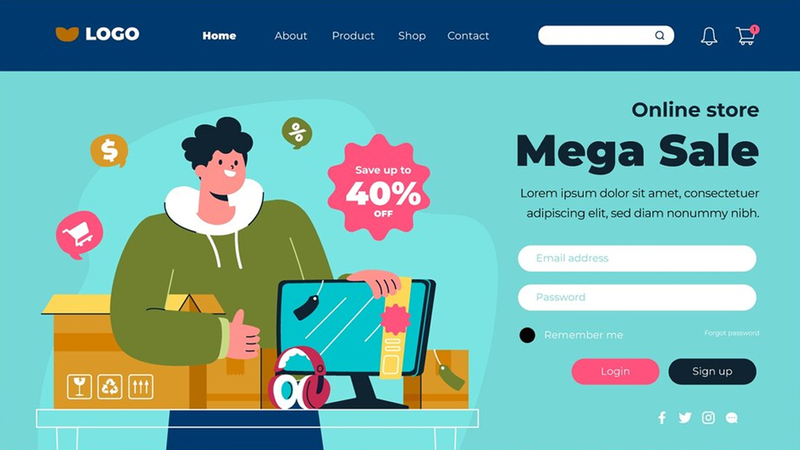 LOGO
Home
About
Product
Shop
Contact
1
$
%
Save up to
40%
OFF
Online store
Mega Sale
Lorem ipsum dolor sit amet, consectetuer
adipiscing elit, sed diam nonummy nibh.
Email address
Password
Remember me
Forgot password
Login
Sign up